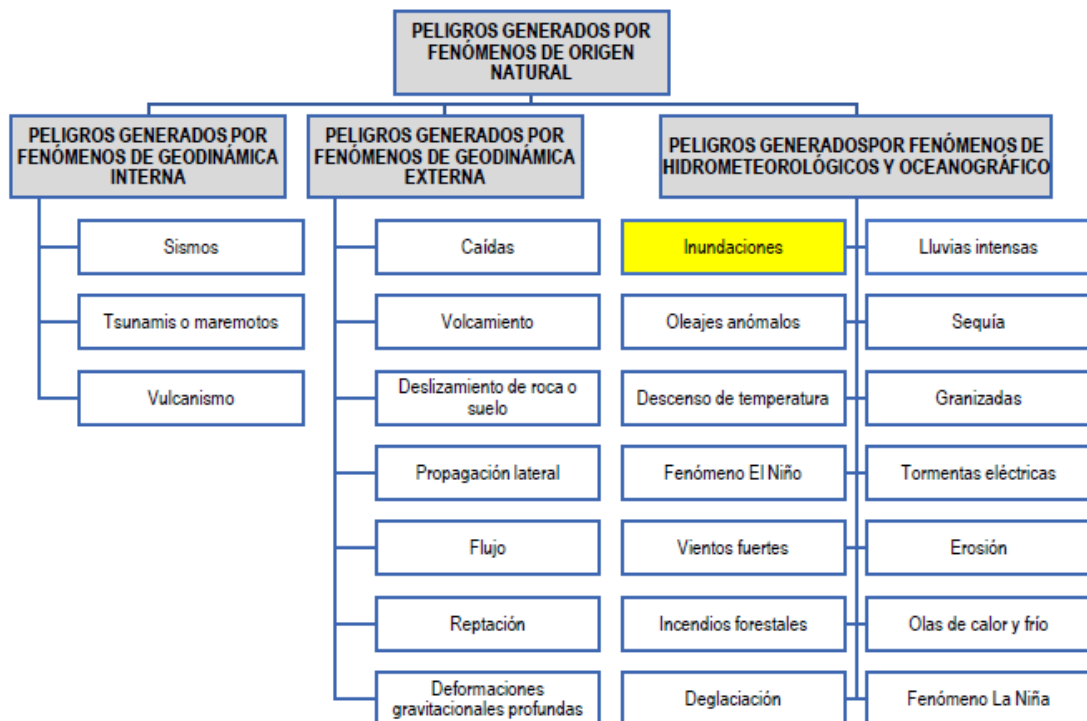 PELIGROS GENERADOS POR
FENÓMENOS DE ORIGEN
NATURAL
PELIGROS GENERADOS POR
FENÓMENOS DE GEODINÁMICA
INTERNA
Sismos
Tsunamis o maremotos
Vulcanismo
PELIGROS GENERADOS POR
FENÓMENOS DE GEODINÁMICA
EXTERNA
Caídas
Volcamiento
Deslizamiento de roca o
suelo
Propagación lateral
Flujo
Reptación
Deformaciones
gravitacionales profundas
PELIGROS GENERADOSPOR FENÓMENOS DE
HIDROMETEOROLÓGICOS Y OCEANOGRÁFICO
Inundaciones
Lluvias intensas
Oleajes anómalos
Sequía
Descenso de temperatura
Granizadas
Fenómeno El Niño
Tormentas eléctricas
Vientos fuertes
Erosión
Incendios forestales
Olas de calor y frío
Deglaciación
Fenómeno La Niña